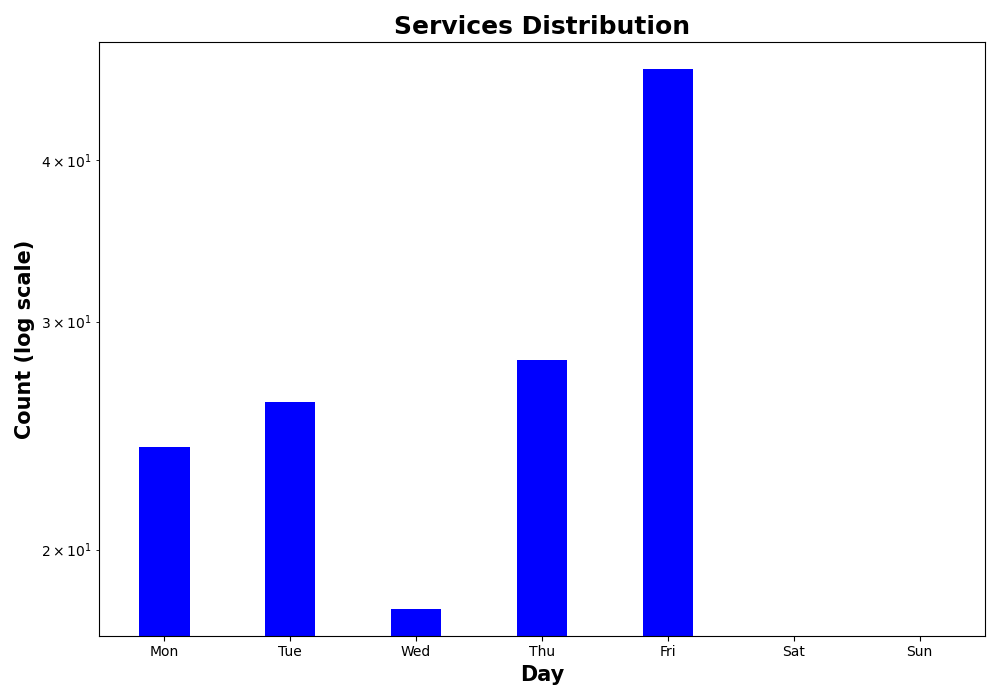 Services Distribution
Count (log scale)
4 × 10¹
3 × 10¹
2 × 10¹
Mon Tue Wed Thu Fri Sat Sun
Day